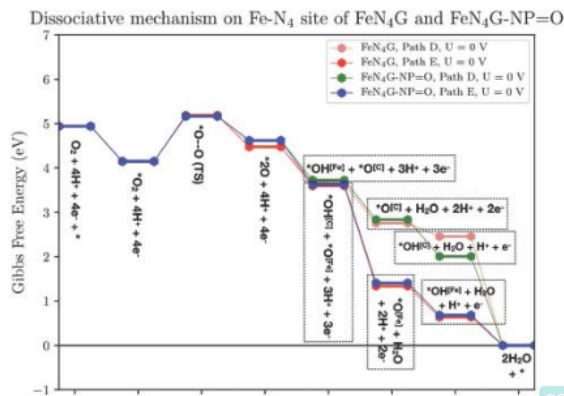 Dissociative mechanism on Fe-N₄ site of FeN₄G and FeN₄G-NP=O
FeN₄G, Path D, U = 0 V
FeN₄G, Path E, U = 0 V
FeN₄G-NP=O, Path D, U = 0 V
FeN₄G-NP=O, Path E, U = 0 V
Gibbs Free Energy (eV)
7
6
5
4
3
2
1
0
−1
O₂ + 4H⁺ + 4e⁻ + *
*O₂ + 4H⁺ + 4e⁻
*O--O (TS)
*2O + 4H⁺ + 4e⁻
*OH[Fe] + *O[C] + 3H⁺ + 3e⁻
*OH[C] + *O[Fe] + 3H⁺ + 3e⁻
*O[C] + H₂O + 2H⁺ + 2e⁻
*OH[C] + H₂O + H⁺ + e⁻
*O[Fe] + H₂O
+ 2H⁺ + 2e⁻
*OH[Fe] + H₂O
+ H⁺ + e⁻
2H₂O
+ *